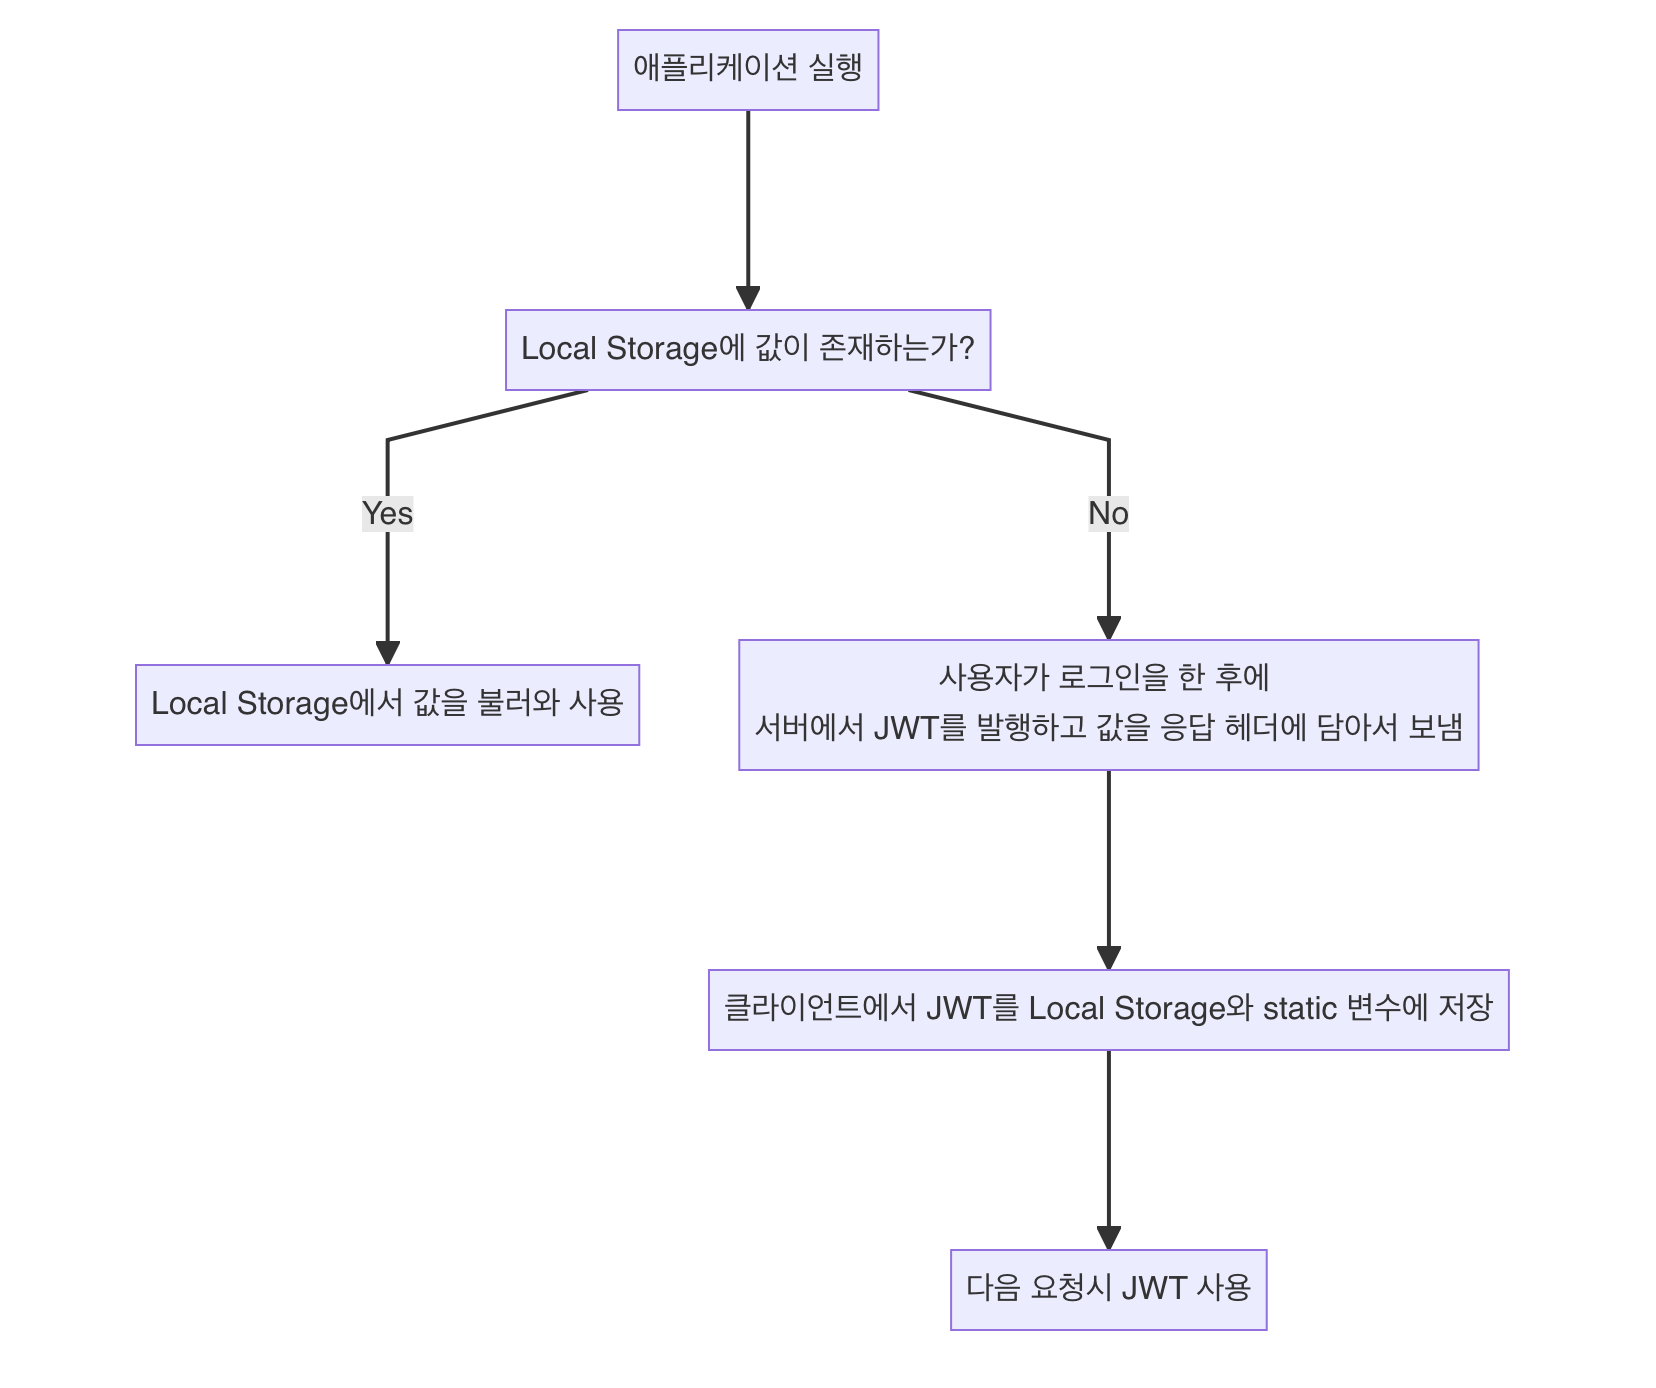 애플리케이션 실행
Local Storage에 값이 존재하는가?
Yes
No
Local Storage에서 값을 불러와 사용
사용자가 로그인을 한 후에
서버에서 JWT를 발행하고 값을 응답 헤더에 담아서 보냄
클라이언트에서 JWT를 Local Storage와 static 변수에 저장
다음 요청시 JWT 사용